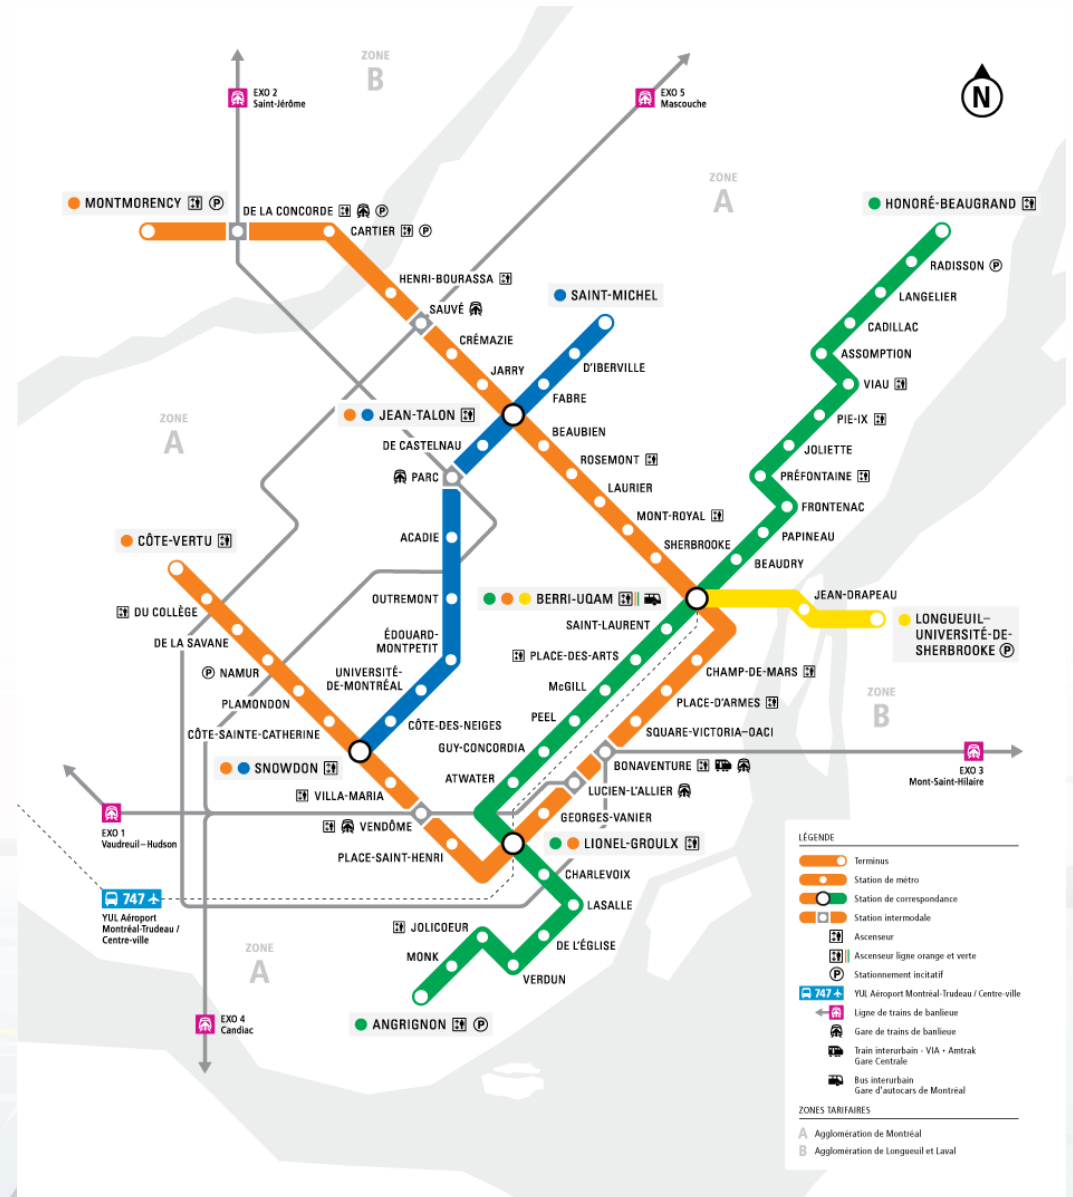 ZONE
B
EXO 2
Saint-Jérôme
EXO 5
Mascouche
N
ZONE
A
MONTMORENCY P
DE LA CONCORDE P
CARTIER P
HONORÉ-BEAUGRAND
RADISSON P
HENRI-BOURASSA
LANGELIER
SAINT-MICHEL
SAUVÉ
CADILLAC
CRÉMAZIE
ASSOMPTION
D'IBERVILLE
JARRY
VIAU
FABRE
ZONE
A
JEAN-TALON
PIE-IX
BEAUBIEN
DE CASTELNAU
JOLIETTE
ROSEMONT
PARC
PRÉFONTAINE
LAURIER
FRONTENAC
MONT-ROYAL
ACADIE
CÔTE-VERTU
PAPINEAU
SHERBROOKE
BEAUDRY
OUTREMONT
BERRI-UQAM
JEAN-DRAPEAU
DU COLLÈGE
LONGUEUIL–
UNIVERSITÉ-DE-
SHERBROOKE P
SAINT-LAURENT
ÉDOUARD-
MONTPETIT
DE LA SAVANE
PLACE-DES-ARTS
P NAMUR
UNIVERSITÉ-
DE-MONTRÉAL
CHAMP-DE-MARS
McGILL
PLAMONDON
PLACE-D'ARMES
ZONE
B
PEEL
CÔTE-DES-NEIGES
CÔTE-SAINTE-CATHERINE
SQUARE-VICTORIA–OACI
GUY-CONCORDIA
SNOWDON
BONAVENTURE
EXO 3
Mont-Saint-Hilaire
ATWATER
LUCIEN-L'ALLIER
VILLA-MARIA
GEORGES-VANIER
VENDÔME
EXO 1
Vaudreuil–Hudson
LIONEL-GROULX
PLACE-SAINT-HENRI
CHARLEVOIX
747
YUL Aéroport
Montréal-Trudeau /
Centre-ville
LASALLE
JOLICOEUR
DE L'ÉGLISE
MONK
ZONE
A
VERDUN
EXO 4
Candiac
ANGRIGNON P
LÉGENDE
Terminus
Station de métro
Station de correspondance
Station intermodale
Ascenseur
Ascenseur ligne orange et verte
P Stationnement incitatif
747 YUL Aéroport Montréal-Trudeau / Centre-ville
Ligne de trains de banlieue
Gare de trains de banlieue
Train interurbain - VIA • Amtrak
Gare Centrale
Bus interurbain
Gare d'autocars de Montréal
ZONES TARIFAIRES
A Agglomération de Montréal
B Agglomération de Longueuil et Laval